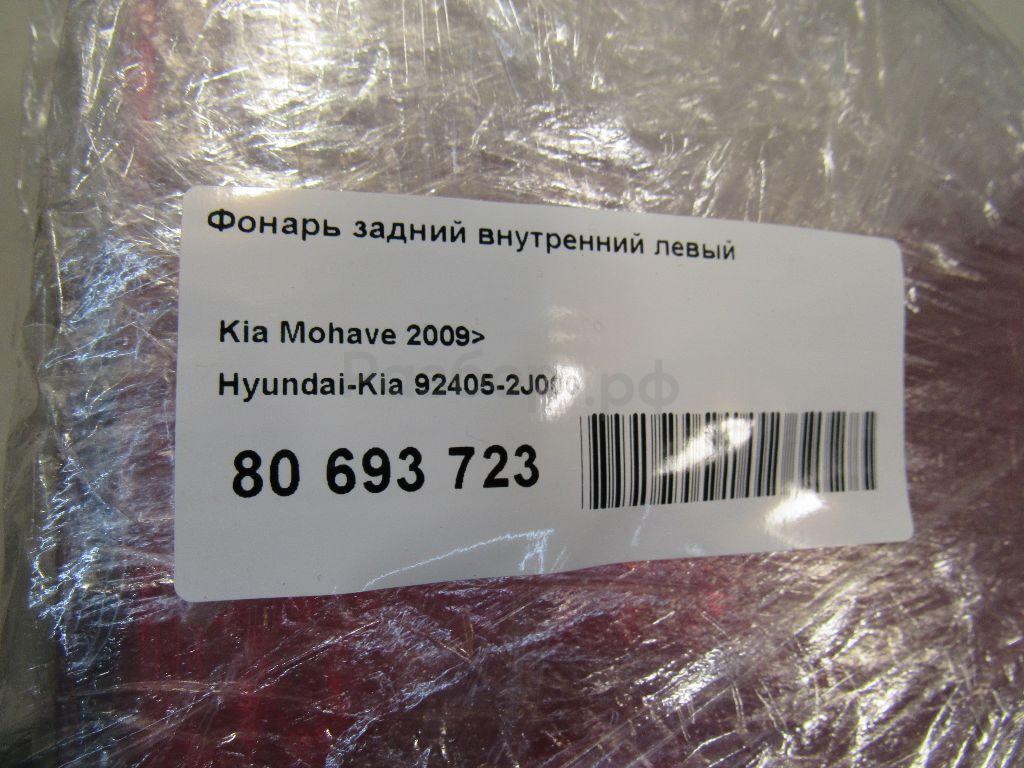 Фонарь задний внутренний левый
Kia Mohave 2009>
Hyundai-Kia 92405-2J000
80 693 723